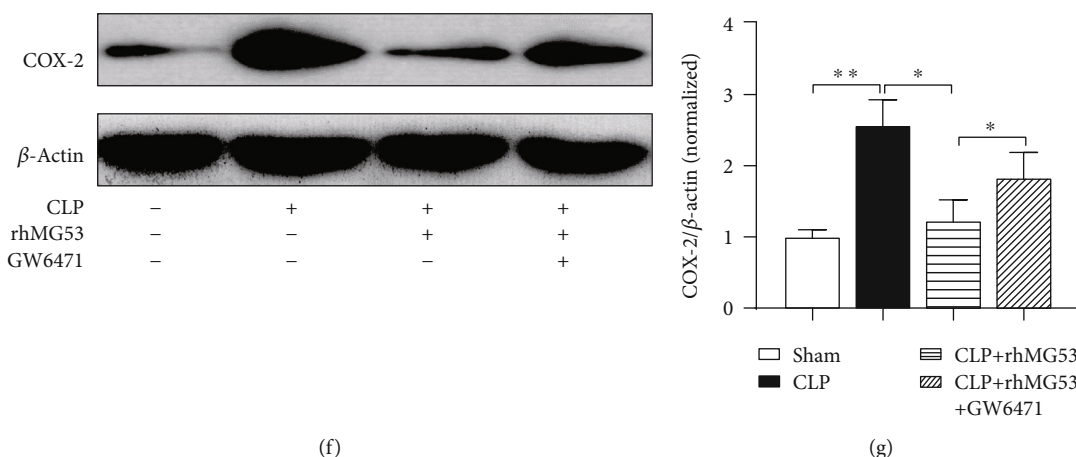 COX-2
β-Actin
CLP − + + +
rhMG53 − − + +
GW6471 − − − +
(f)
COX-2/β-actin (normalized)
4
3
2
1
0
** * *
Sham
CLP
CLP+rhMG53
CLP+rhMG53
+GW6471
(g)